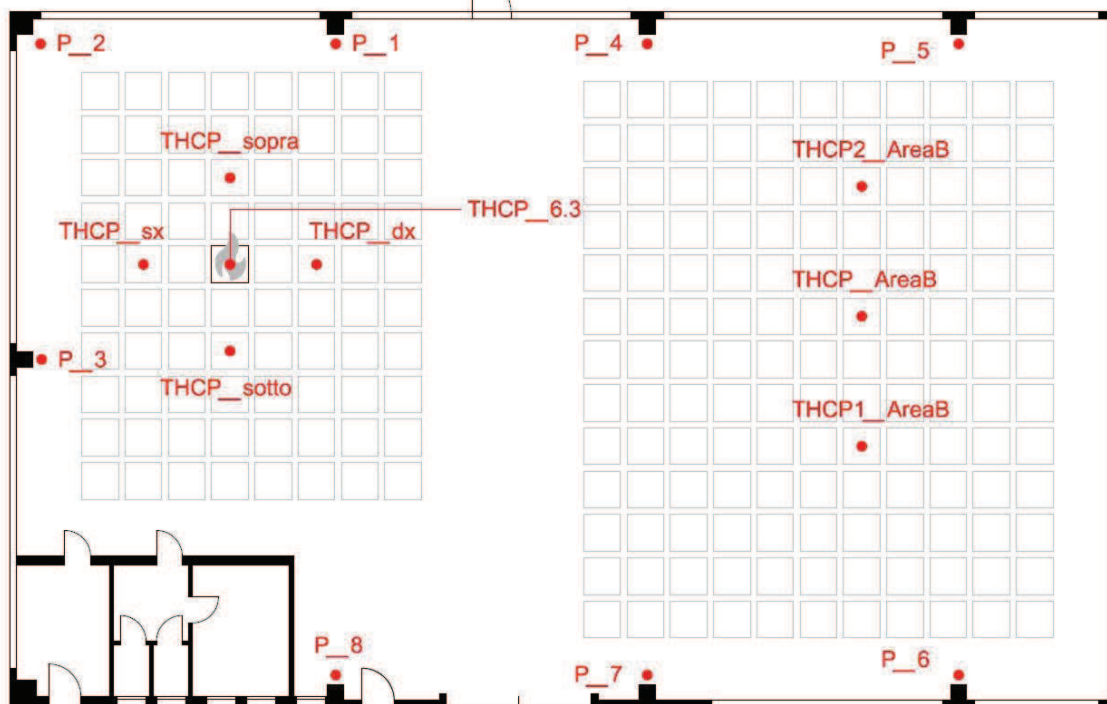 P__2
P__1
P__4
P__5
THCP__sopra
THCP2__AreaB
THCP__6.3
THCP__sx
THCP__dx
THCP__AreaB
P__3
THCP__sotto
THCP1__AreaB
P__8
P__7
P__6